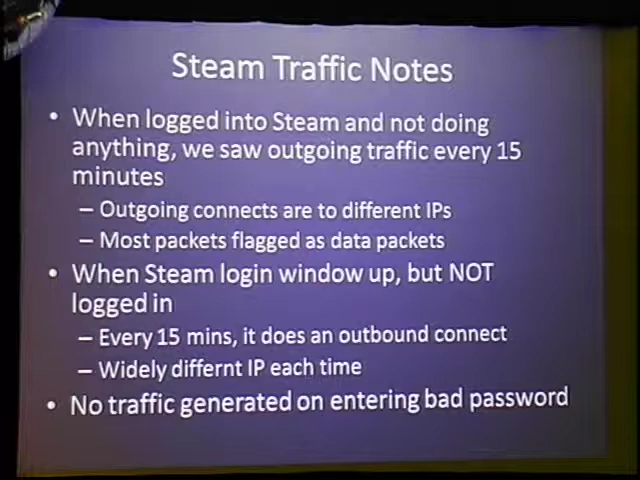 Steam Traffic Notes
• When logged into Steam and not doing
anything, we saw outgoing traffic every 15
minutes
– Outgoing connects are to different IPs
– Most packets flagged as data packets
• When Steam login window up, but NOT
logged in
– Every 15 mins, it does an outbound connect
– Widely differnt IP each time
• No traffic generated on entering bad password